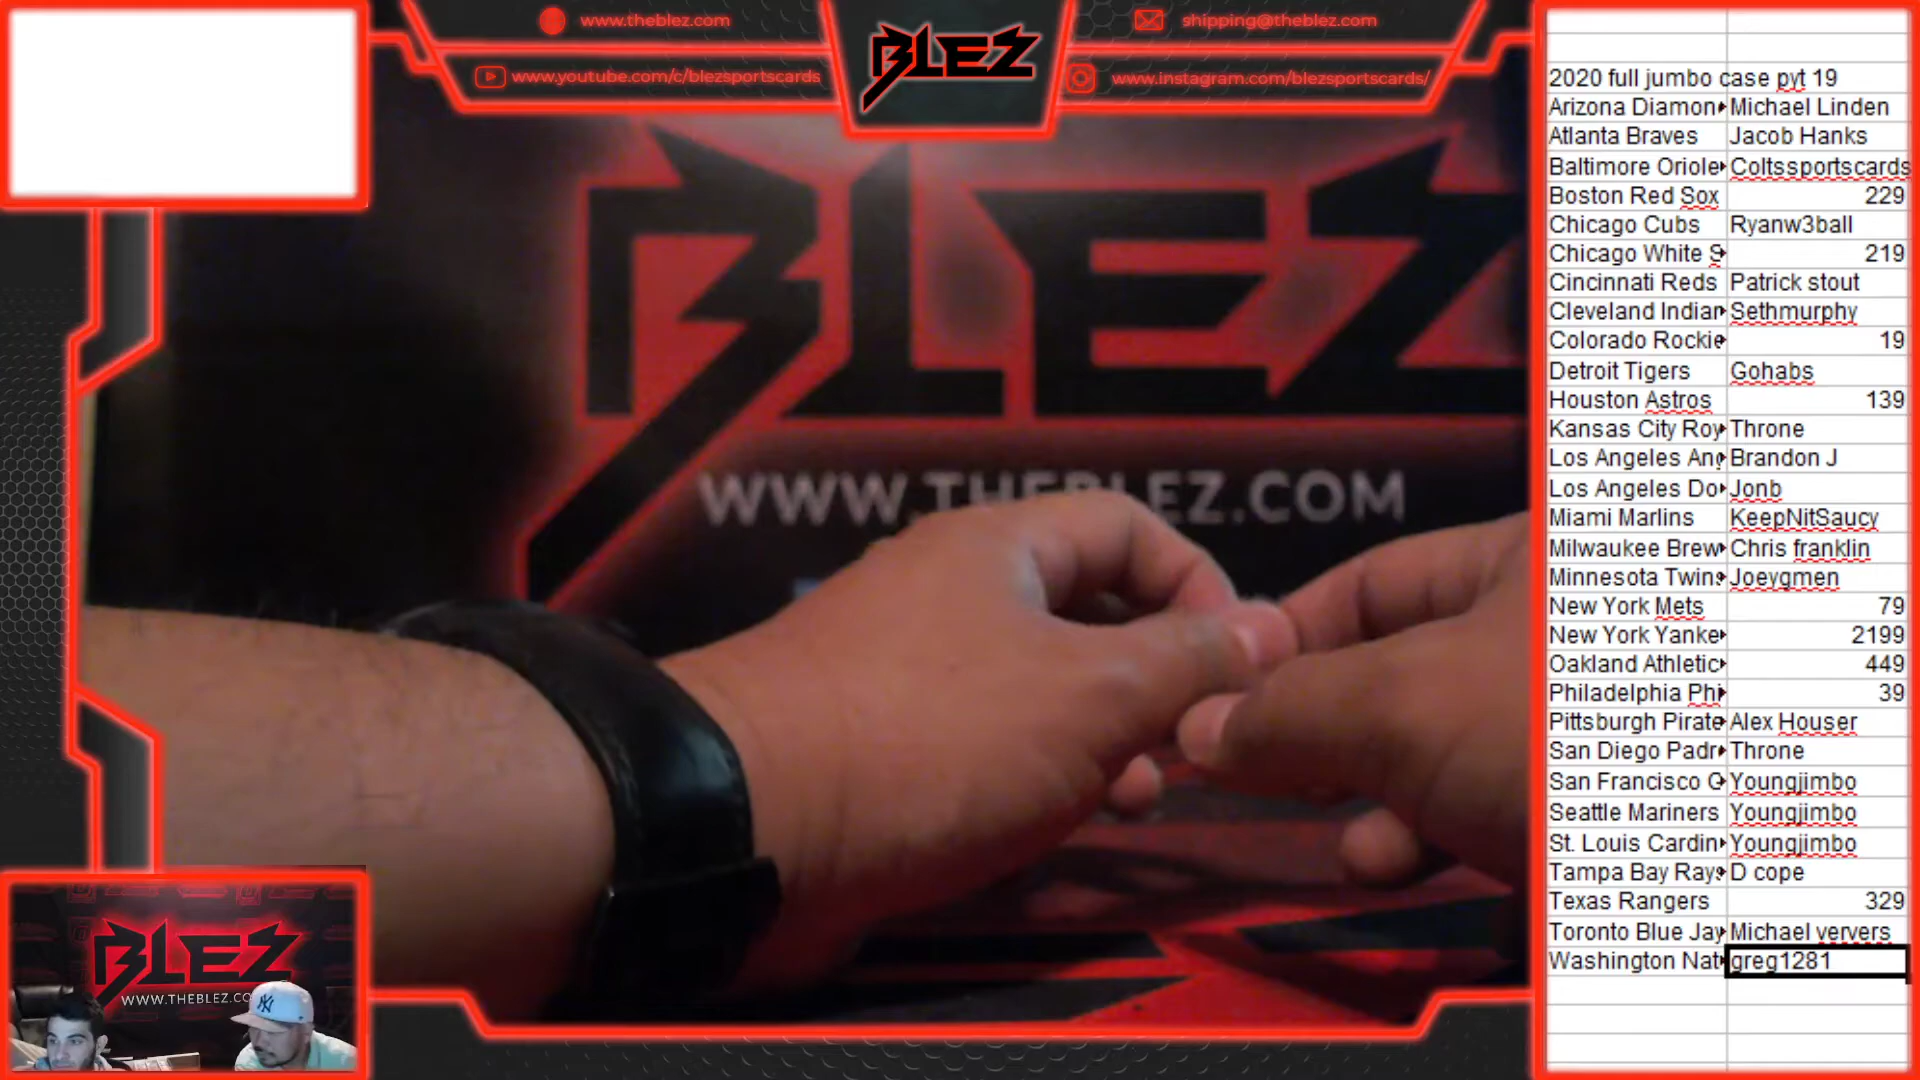 www.theblez.com
www.youtube.com/c/blezsportscards
BLEZ
shipping@theblez.com
www.instagram.com/blezsportscards/
BLEZ
WWW.THEBLEZ.COM
BLEZ
WWW.THEBLEZ.CO
NY
2020 full jumbo case pyt 19
Arizona Diamon Michael Linden
Atlanta Braves Jacob Hanks
Baltimore Oriole Coltssportscards
Boston Red Sox 229
Chicago Cubs Ryanw3ball
Chicago White S 219
Cincinnati Reds Patrick stout
Cleveland Indian Sethmurphy
Colorado Rockie 19
Detroit Tigers Gohabs
Houston Astros 139
Kansas City Roy Throne
Los Angeles Ang Brandon J
Los Angeles Do Jonb
Miami Marlins KeepNitSaucy
Milwaukee Brew Chris franklin
Minnesota Twins Joeygmen
New York Mets 79
New York Yanke 2199
Oakland Athletic 449
Philadelphia Phi 39
Pittsburgh Pirate Alex Houser
San Diego Padr Throne
San Francisco G Youngjimbo
Seattle Mariners Youngjimbo
St. Louis Cardin Youngjimbo
Tampa Bay Rays D cope
Texas Rangers 329
Toronto Blue Jay Michael ververs
Washington Nat greg1281